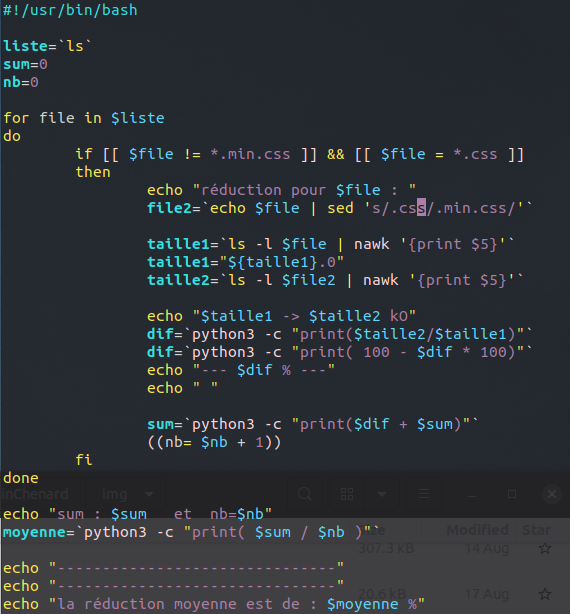 #!/usr/bin/bash
liste=`ls`
sum=0
nb=0
for file in $liste
do
if [[ $file != *.min.css ]] && [[ $file = *.css ]]
then
echo "réduction pour $file : "
file2=`echo $file | sed 's/.css/.min.css/'`
taille1=`ls -l $file | nawk '{print $5}'`
taille1="${taille1}.0"
taille2=`ls -l $file2 | nawk '{print $5}'`
echo "$taille1 -> $taille2 kO"
dif=`python3 -c "print($taille2/$taille1)"`
dif=`python3 -c "print( 100 - $dif * 100)"`
echo "--- $dif % ---"
echo " "
sum=`python3 -c "print($dif + $sum)"`
((nb= $nb + 1))
fi
done
inChenard Img
echo "sum : $sum   et  nb=$nb"
moyenne=`python3 -c "print( $sum / $nb )"`
Size Modified Star
307.3 kB 14 Aug
echo "-------------------------------"
echo "-------------------------------"
20.6 kB 17 Aug
echo "la réduction moyenne est de : $moyenne %"